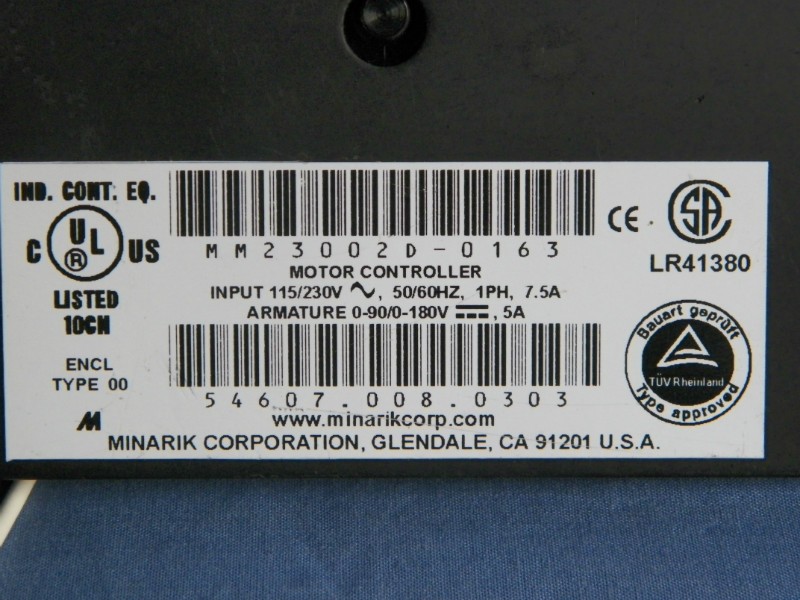 IND. CONT. EQ.
C UL US
®
LISTED
10CN
ENCL
TYPE 00
M
MM23002D-0163
MOTOR CONTROLLER
INPUT 115/230V ∿, 50/60HZ, 1PH, 7.5A
ARMATURE 0-90/0-180V ⎓, 5A
54607.008.0303
www.minarikcorp.com
MINARIK CORPORATION, GLENDALE, CA 91201 U.S.A.
CE
SA
LR41380
Bauart geprüft
TÜV Rheinland
Type approved